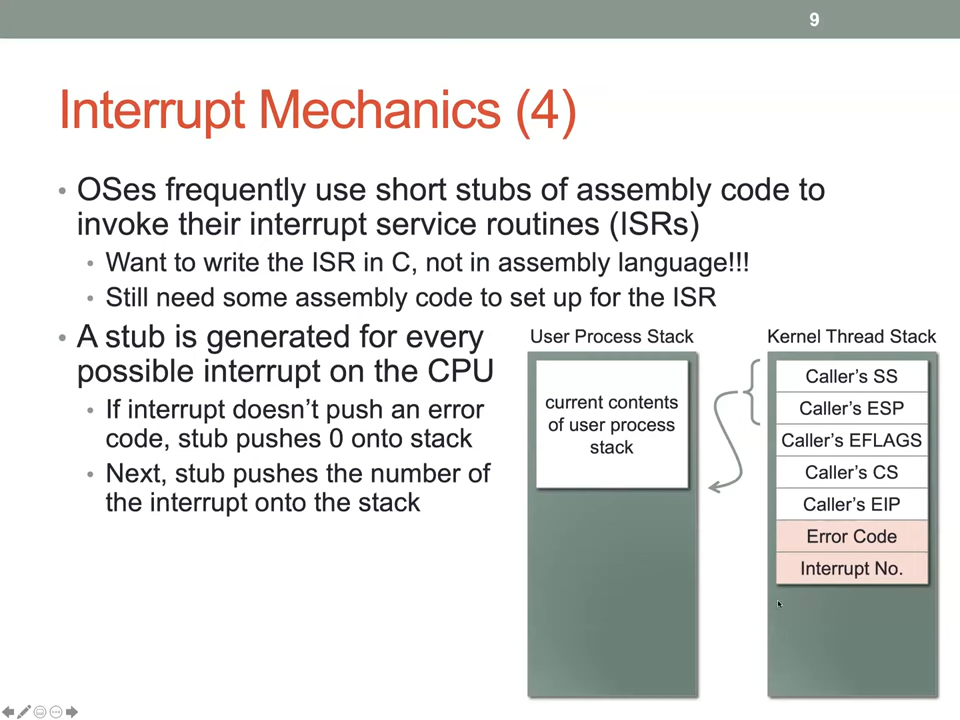 9
Interrupt Mechanics (4)
• OSes frequently use short stubs of assembly code to
invoke their interrupt service routines (ISRs)
• Want to write the ISR in C, not in assembly language!!!
• Still need some assembly code to set up for the ISR
• A stub is generated for every
possible interrupt on the CPU
• If interrupt doesn't push an error
code, stub pushes 0 onto stack
• Next, stub pushes the number of
the interrupt onto the stack
User Process Stack
current contents
of user process
stack
Kernel Thread Stack
Caller's SS
Caller's ESP
Caller's EFLAGS
Caller's CS
Caller's EIP
Error Code
Interrupt No.